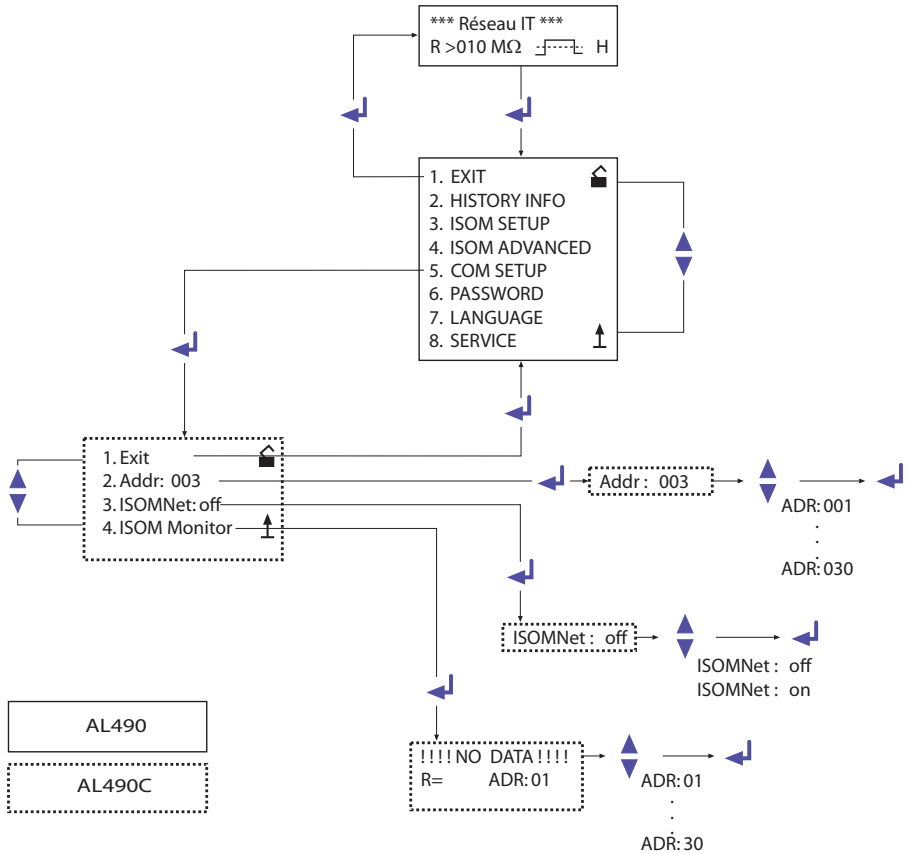 *** Réseau IT ***
R >010 MΩ H
1. EXIT
2. HISTORY INFO
3. ISOM SETUP
4. ISOM ADVANCED
5. COM SETUP
6. PASSWORD
7. LANGUAGE
8. SERVICE
1. Exit
2. Addr: 003
3. ISOMNet: off
4. ISOM Monitor
Addr : 003
ADR: 001
.
.
.
ADR: 030
ISOMNet : off
ISOMNet : off
ISOMNet : on
AL490
AL490C
!!!! NO DATA !!!!
R= ADR: 01
ADR: 01
.
.
.
ADR: 30